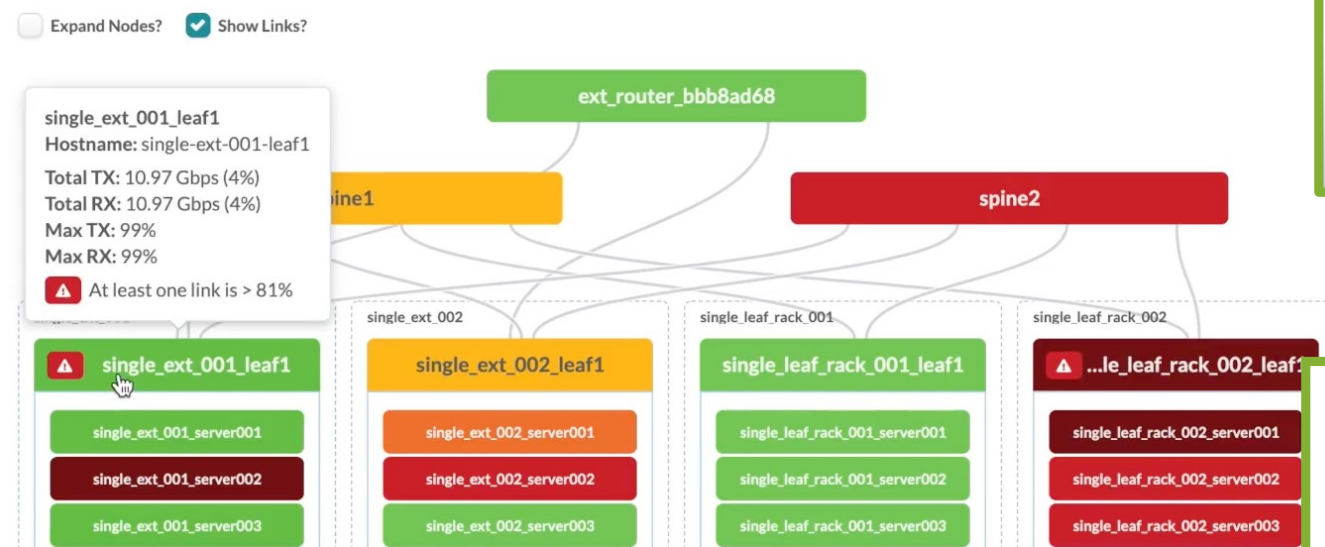 Expand Nodes? Show Links?
ext_router_bbb8ad68
single_ext_001_leaf1
Hostname: single-ext-001-leaf1
Total TX: 10.97 Gbps (4%)
Total RX: 10.97 Gbps (4%)
Max TX: 99%
Max RX: 99%
At least one link is > 81%
ine1
spine2
single_ext_002
single_leaf_rack_001
single_leaf_rack_002
single_ext_001_leaf1
single_ext_002_leaf1
single_leaf_rack_001_leaf1
...le_leaf_rack_002_leaf1
single_ext_001_server001
single_ext_002_server001
single_leaf_rack_001_server001
single_leaf_rack_002_server001
single_ext_001_server002
single_ext_002_server002
single_leaf_rack_001_server002
single_leaf_rack_002_server002
single_ext_001_server003
single_ext_002_server003
single_leaf_rack_001_server003
single_leaf_rack_002_server003